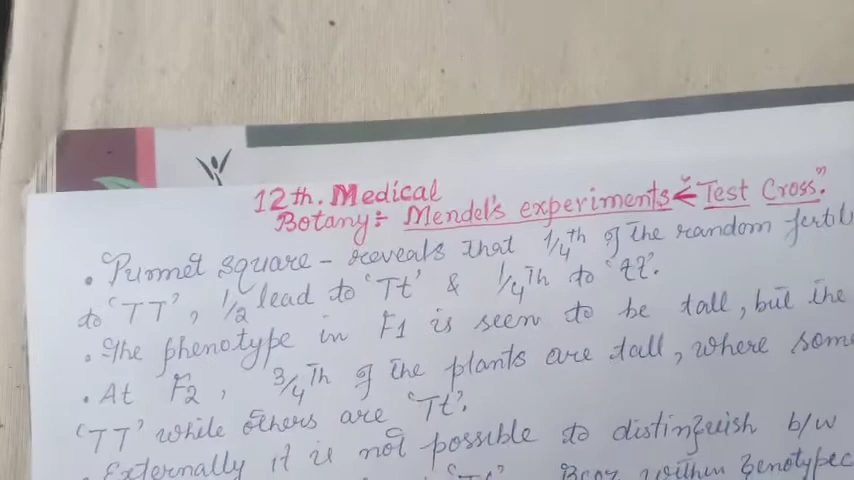 12th. Medical
Botany:- Mendel's experiments < "Test Cross".
• Punnet square - reveals that 1/4th of the random fertil
to 'TT', 1/2 lead to 'Tt' & 1/4th to 'tt'.
• The phenotype in F1 is seen to be tall, but the
• At F2, 3/4th of the plants are tall, where some
'TT' while others are 'Tt'.
• Externally it is not possible to distinguish b/w
within genotypec